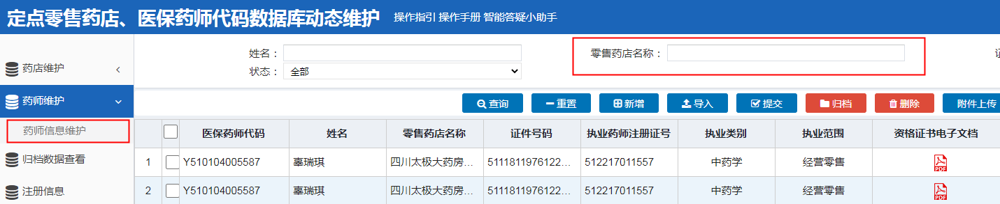 定点零售药店、医保药师代码数据库动态维护 操作指引 操作手册 智能答疑小助手
药店维护
药师维护
药师信息维护
归档数据查看
注册信息
姓名： 零售药店名称：
状态： 全部
查询 重置 新增 导入 提交 归档 删除 附件上传
医保药师代码 姓名 零售药店名称 证件号码 执业药师注册证号 执业类别 执业范围 资格证书电子文档
1 Y510104005587 辜瑞琪 四川太极大药房... 5111811976122... 512217011557 中药学 经营零售 PDF
2 Y510104005587 辜瑞琪 四川太极大药房... 5111811976122... 512217011557 中药学 经营零售 PDF